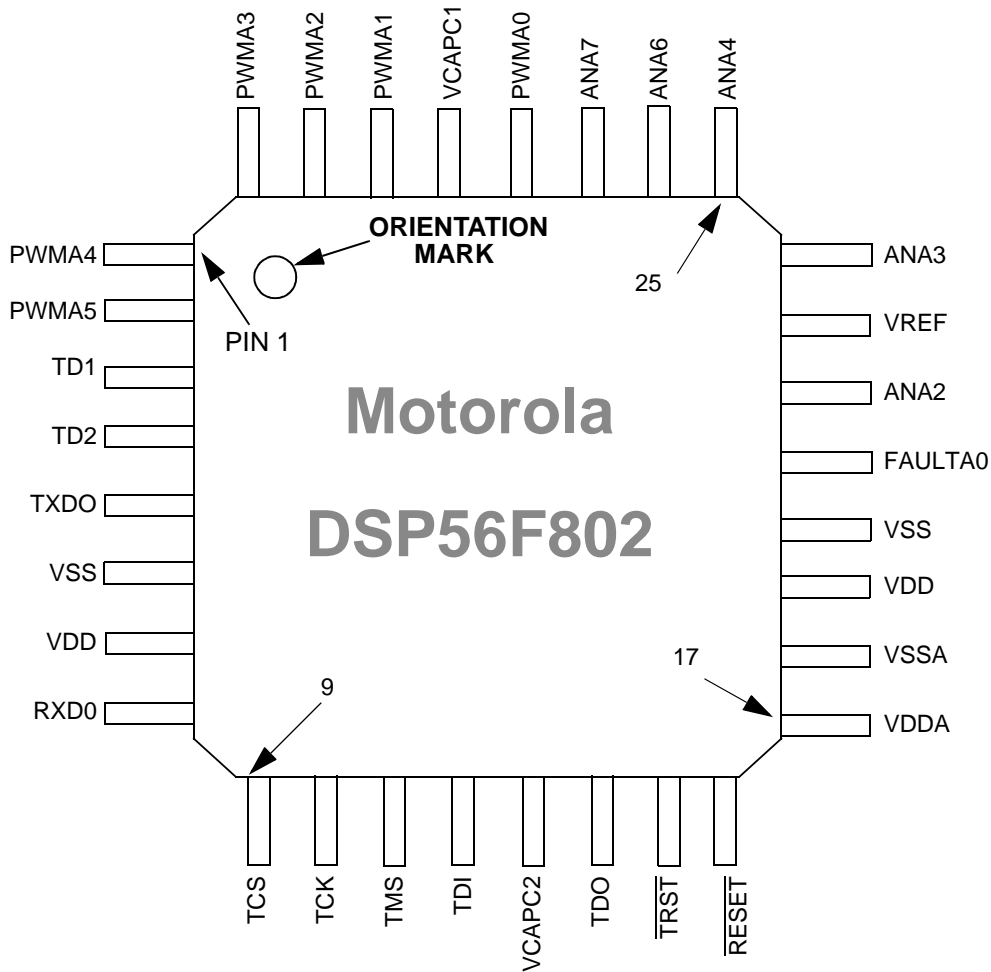 PWMA3
PWMA2
PWMA1
VCAPC1
PWMA0
ANA7
ANA6
ANA4
ORIENTATION
MARK
PWMA4
PWMA5
TD1
TD2
TXDO
VSS
VDD
RXD0
PIN 1
25
Motorola
DSP56F802
9
17
ANA3
VREF
ANA2
FAULTA0
VSS
VDD
VSSA
VDDA
TCS
TCK
TMS
TDI
VCAPC2
TDO
TRST
RESET